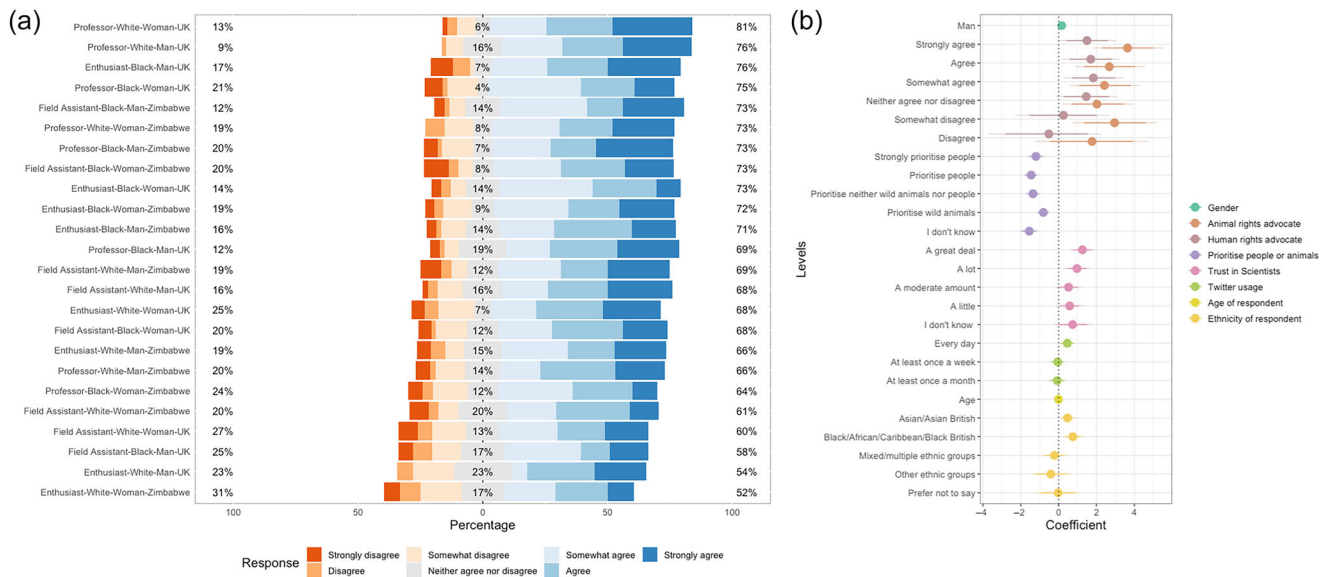 (a)
Professor-White-Woman-UK 13% 6% 81%
Professor-White-Man-UK 9% 16% 76%
Enthusiast-Black-Man-UK 17% 7% 76%
Professor-Black-Woman-UK 21% 4% 75%
Field Assistant-Black-Man-Zimbabwe 12% 14% 73%
Professor-White-Woman-Zimbabwe 19% 8% 73%
Professor-Black-Man-Zimbabwe 20% 7% 73%
Field Assistant-Black-Woman-Zimbabwe 20% 8% 73%
Enthusiast-Black-Woman-UK 14% 14% 73%
Enthusiast-Black-Woman-Zimbabwe 19% 9% 72%
Enthusiast-Black-Man-Zimbabwe 16% 14% 71%
Professor-Black-Man-UK 12% 19% 69%
Field Assistant-White-Man-Zimbabwe 19% 12% 69%
Field Assistant-White-Man-UK 16% 16% 68%
Enthusiast-White-Woman-UK 25% 7% 68%
Field Assistant-Black-Woman-UK 20% 12% 68%
Enthusiast-White-Man-Zimbabwe 19% 15% 66%
Professor-White-Man-Zimbabwe 20% 14% 66%
Professor-Black-Woman-Zimbabwe 24% 12% 64%
Field Assistant-White-Woman-Zimbabwe 20% 20% 61%
Field Assistant-White-Woman-UK 27% 13% 60%
Field Assistant-Black-Man-UK 25% 17% 58%
Enthusiast-White-Man-UK 23% 23% 54%
Enthusiast-White-Woman-Zimbabwe 31% 17% 52%
100 50 0 50 100
Percentage
Response
Strongly disagree Somewhat disagree Somewhat agree Strongly agree
Disagree Neither agree nor disagree Agree
(b)
Levels
Man
Strongly agree
Agree
Somewhat agree
Neither agree nor disagree
Somewhat disagree
Disagree
Strongly prioritise people
Prioritise people
Prioritise neither wild animals nor people
Prioritise wild animals
I don't know
A great deal
A lot
A moderate amount
A little
I don't know
Every day
At least once a week
At least once a month
Age
Asian/Asian British
Black/African/Caribbean/Black British
Mixed/multiple ethnic groups
Other ethnic groups
Prefer not to say
−4 −2 0 2 4
Coefficient
Gender
Animal rights advocate
Human rights advocate
Prioritise people or animals
Trust in Scientists
Twitter usage
Age of respondent
Ethnicity of respondent